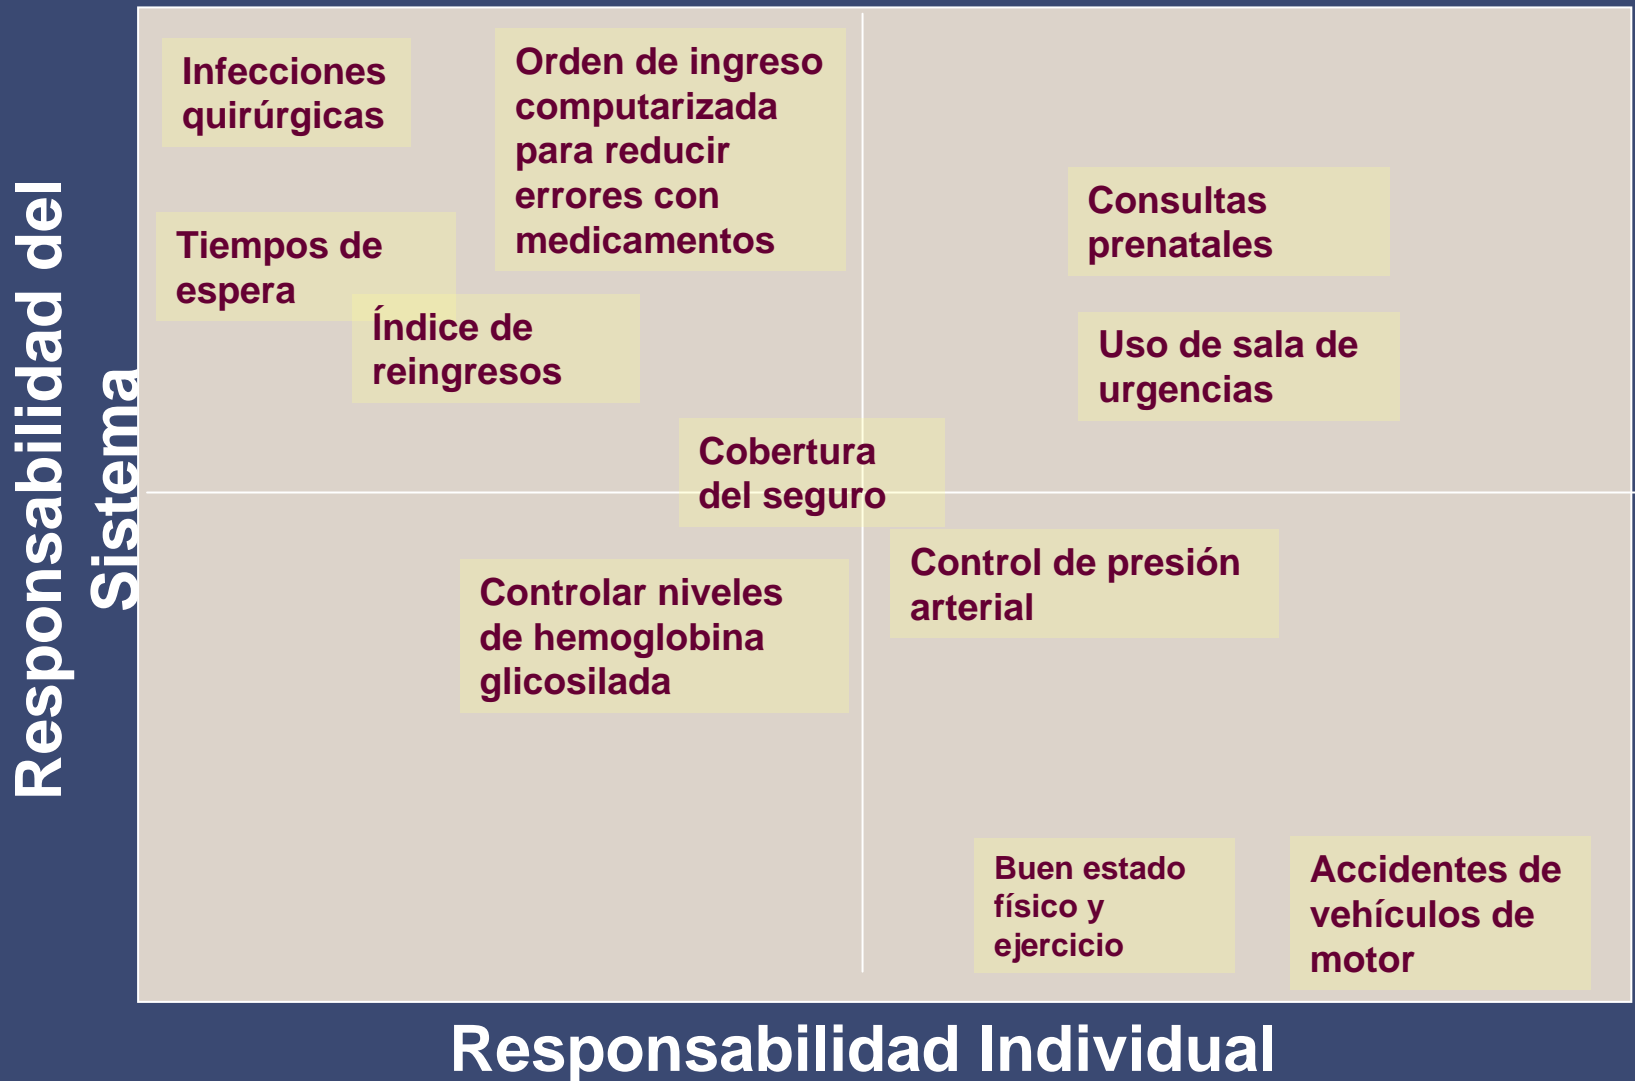 Responsabilidad del
Sistema
Infecciones
quirúrgicas
Orden de ingreso
computarizada
para reducir
errores con
medicamentos
Tiempos de
espera
Índice de
reingresos
Consultas
prenatales
Uso de sala de
urgencias
Cobertura
del seguro
Controlar niveles
de hemoglobina
glicosilada
Control de presión
arterial
Buen estado
físico y
ejercicio
Accidentes de
vehículos de
motor
Responsabilidad Individual